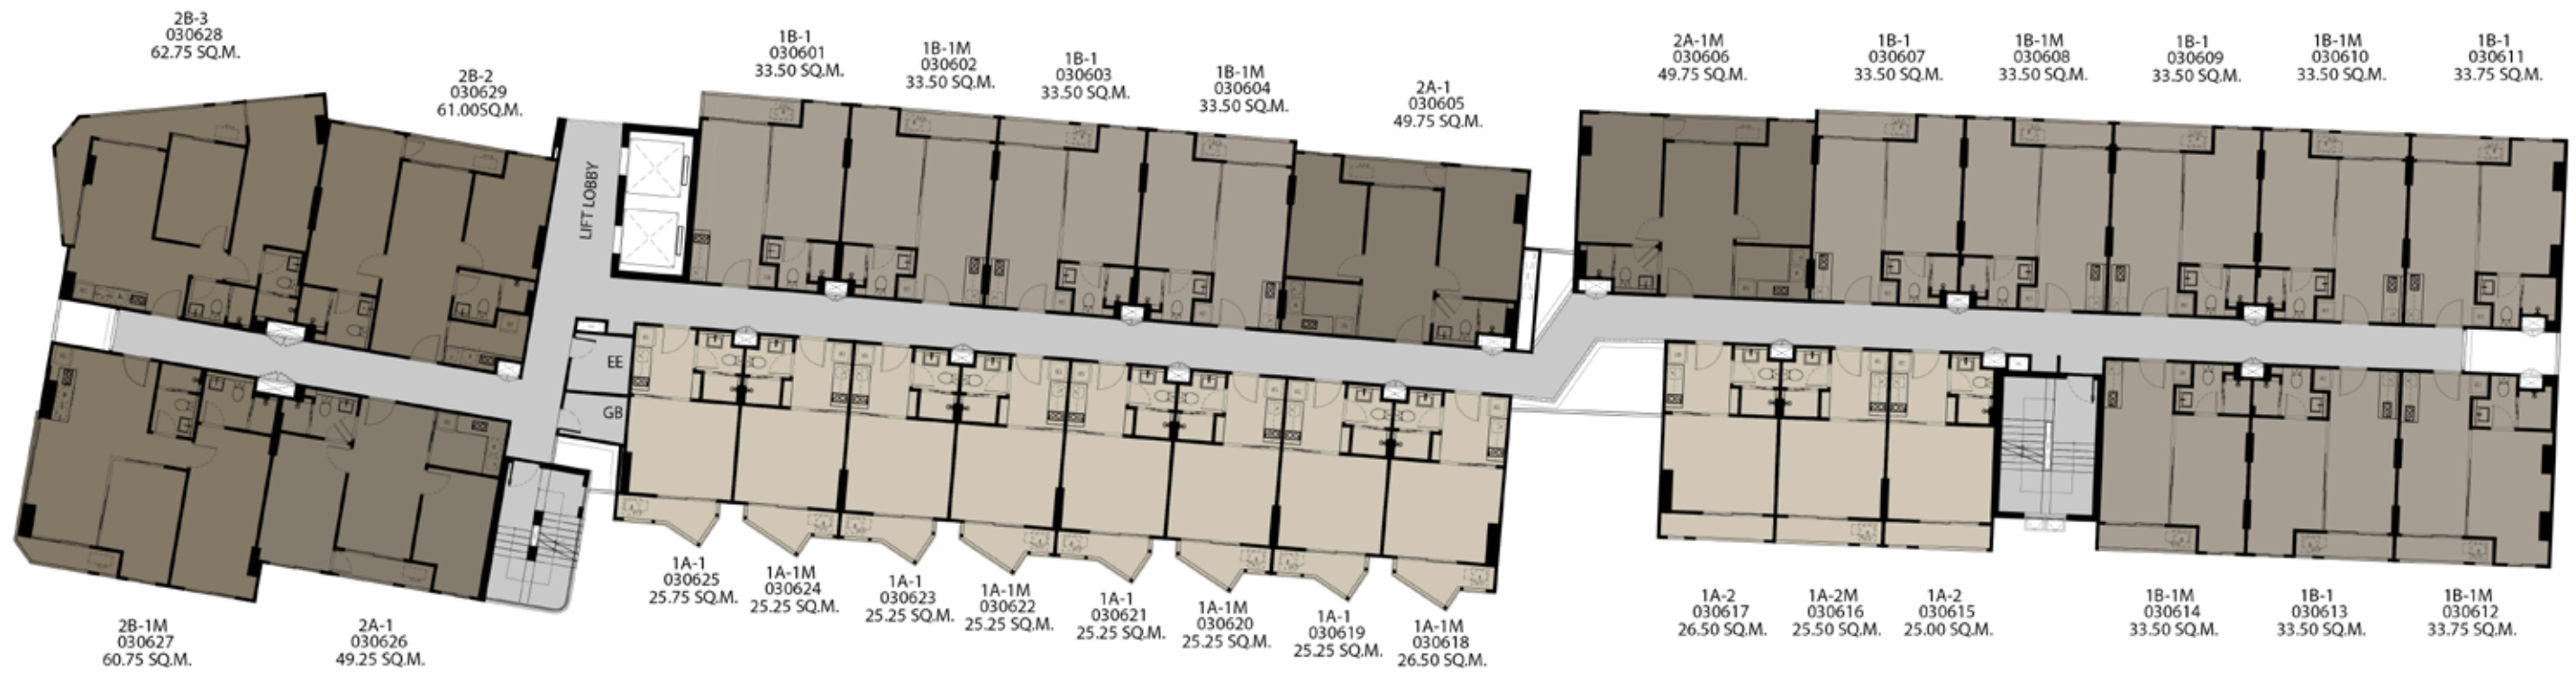 2B-3
030628
62.75 SQ.M.
2B-2
030629
61.00SQ.M.
1B-1
030601
33.50 SQ.M.
1B-1M
030602
33.50 SQ.M.
1B-1
030603
33.50 SQ.M.
1B-1M
030604
33.50 SQ.M.
2A-1
030605
49.75 SQ.M.
2A-1M
030606
49.75 SQ.M.
1B-1
030607
33.50 SQ.M.
1B-1M
030608
33.50 SQ.M.
1B-1
030609
33.50 SQ.M.
1B-1M
030610
33.50 SQ.M.
1B-1
030611
33.75 SQ.M.
LIFT LOBBY
EE
GB
2B-1M
030627
60.75 SQ.M.
2A-1
030626
49.25 SQ.M.
1A-1
030625
25.75 SQ.M.
1A-1M
030624
25.25 SQ.M.
1A-1
030623
25.25 SQ.M.
1A-1M
030622
25.25 SQ.M.
1A-1
030621
25.25 SQ.M.
1A-1M
030620
25.25 SQ.M.
1A-1
030619
25.25 SQ.M.
1A-1M
030618
26.50 SQ.M.
1A-2
030617
26.50 SQ.M.
1A-2M
030616
25.50 SQ.M.
1A-2
030615
25.00 SQ.M.
1B-1M
030614
33.50 SQ.M.
1B-1
030613
33.50 SQ.M.
1B-1M
030612
33.75 SQ.M.